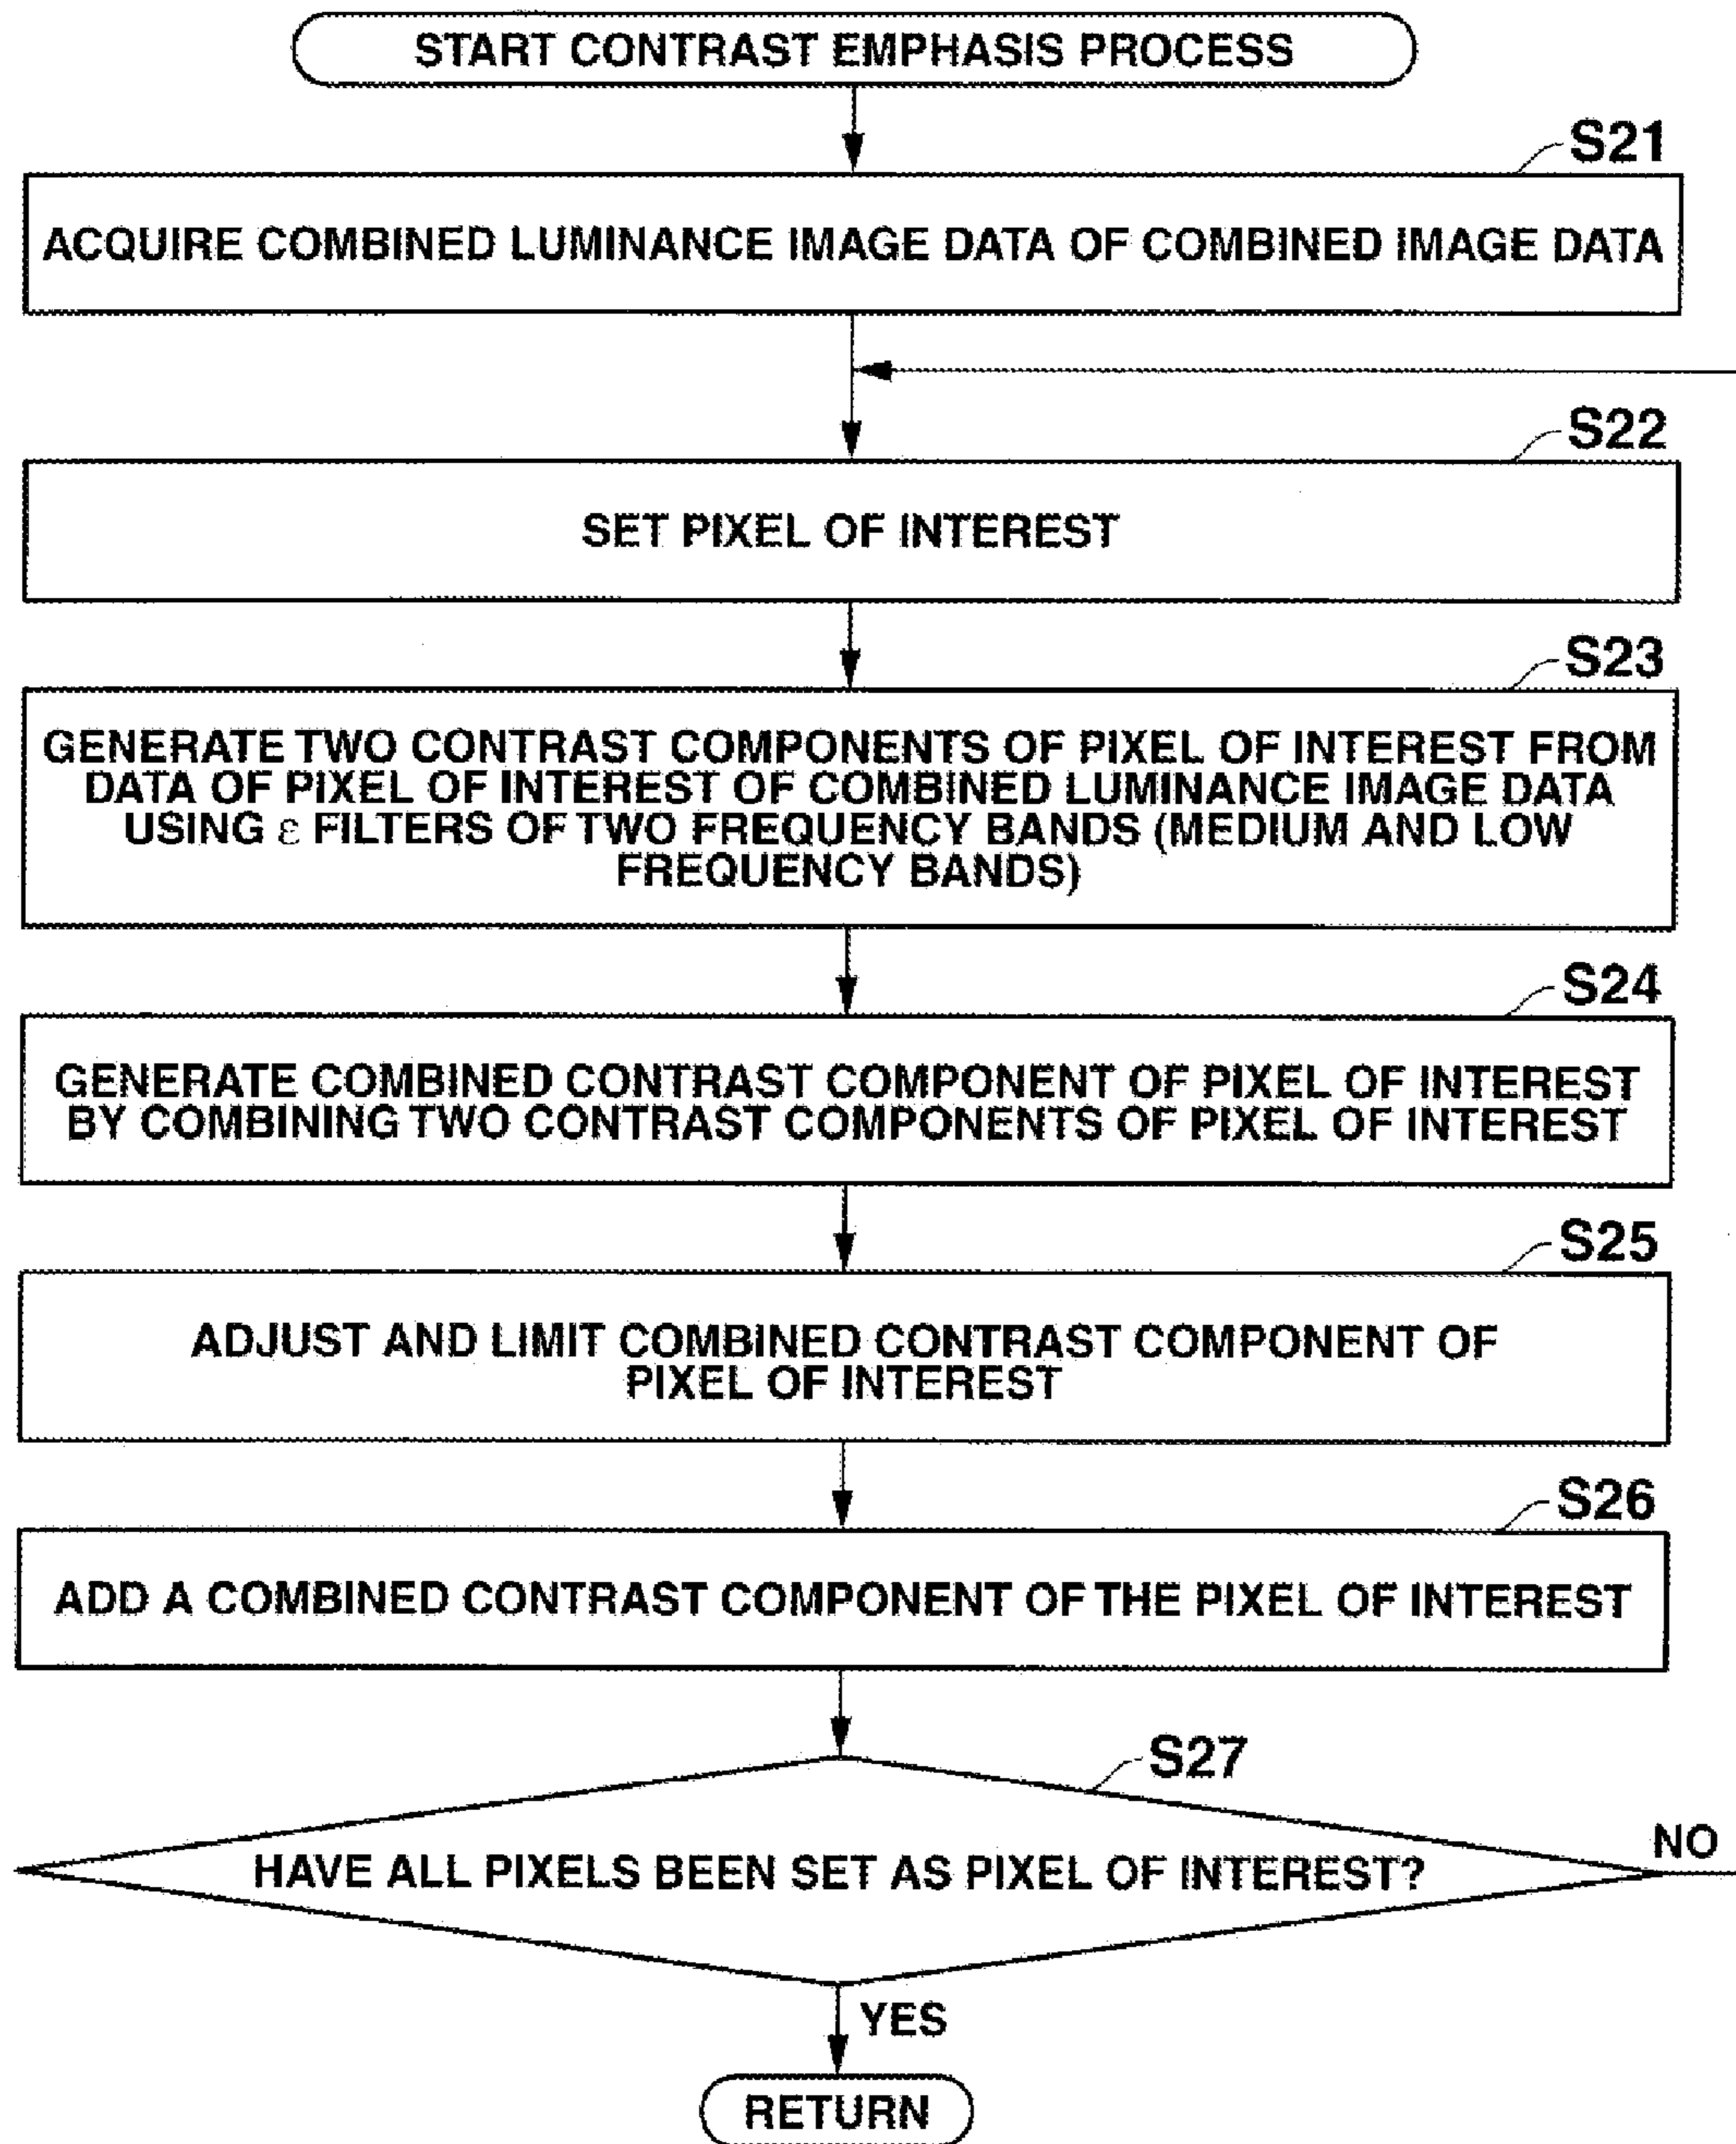 START CONTRAST EMPHASIS PROCESS
S21
ACQUIRE COMBINED LUMINANCE IMAGE DATA OF COMBINED IMAGE DATA
S22
SET PIXEL OF INTEREST
S23
GENERATE TWO CONTRAST COMPONENTS OF PIXEL OF INTEREST FROM
DATA OF PIXEL OF INTEREST OF COMBINED LUMINANCE IMAGE DATA
USING ε FILTERS OF TWO FREQUENCY BANDS (MEDIUM AND LOW
FREQUENCY BANDS)
S24
GENERATE COMBINED CONTRAST COMPONENT OF PIXEL OF INTEREST
BY COMBINING TWO CONTRAST COMPONENTS OF PIXEL OF INTEREST
S25
ADJUST AND LIMIT COMBINED CONTRAST COMPONENT OF
PIXEL OF INTEREST
S26
ADD A COMBINED CONTRAST COMPONENT OF THE PIXEL OF INTEREST
S27
HAVE ALL PIXELS BEEN SET AS PIXEL OF INTEREST?
NO
YES
RETURN